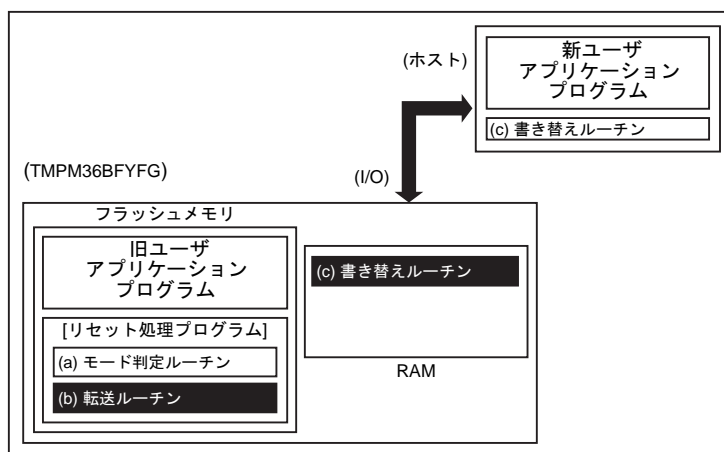 (ホスト)
新ユーザ
アプリケーション
プログラム
(c) 書き替えルーチン
(TMPM36BFYFG)
(I/O)
フラッシュメモリ
旧ユーザ
アプリケーション
プログラム
[リセット処理プログラム]
(a) モード判定ルーチン
(b) 転送ルーチン
(c) 書き替えルーチン
RAM